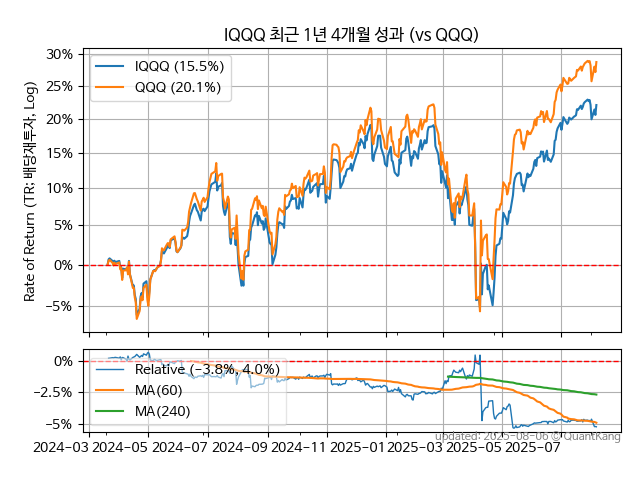 IQQQ 최근 1년 4개월 성과 (vs QQQ)
Rate of Return (TR: 배당재투자, Log)
30%
25%
20%
15%
10%
5%
0%
−5%
IQQQ (15.5%)
QQQ (20.1%)
0%
−2.5%
−5%
Relative (−3.8%, 4.0%)
MA(60)
MA(240)
2024-03 2024-05 2024-07 2024-09 2024-11 2025-01 2025-03 2025-05 2025-07
updated: 2025-08-06 © QuantKang